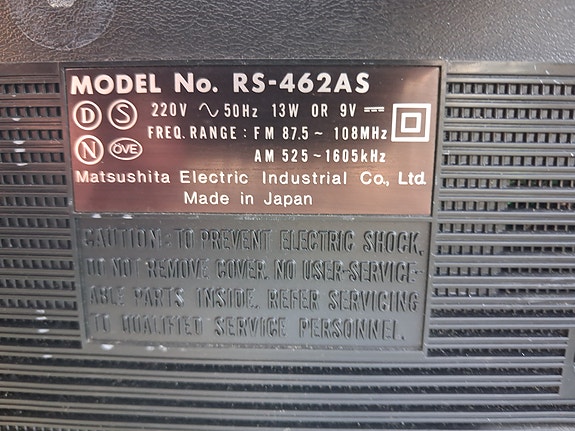 MODEL No. RS-462AS
D S 220V ~ 50Hz 13W OR 9V ⎓
FREQ. RANGE : FM 87.5 ~ 108MHz
N ÖVE AM 525 ~ 1605kHz
Matsushita Electric Industrial Co., Ltd.
Made in Japan
CAUTION: TO PREVENT ELECTRIC SHOCK,
DO NOT REMOVE COVER. NO USER-SERVICE-
ABLE PARTS INSIDE. REFER SERVICING
TO QUALIFIED SERVICE PERSONNEL.